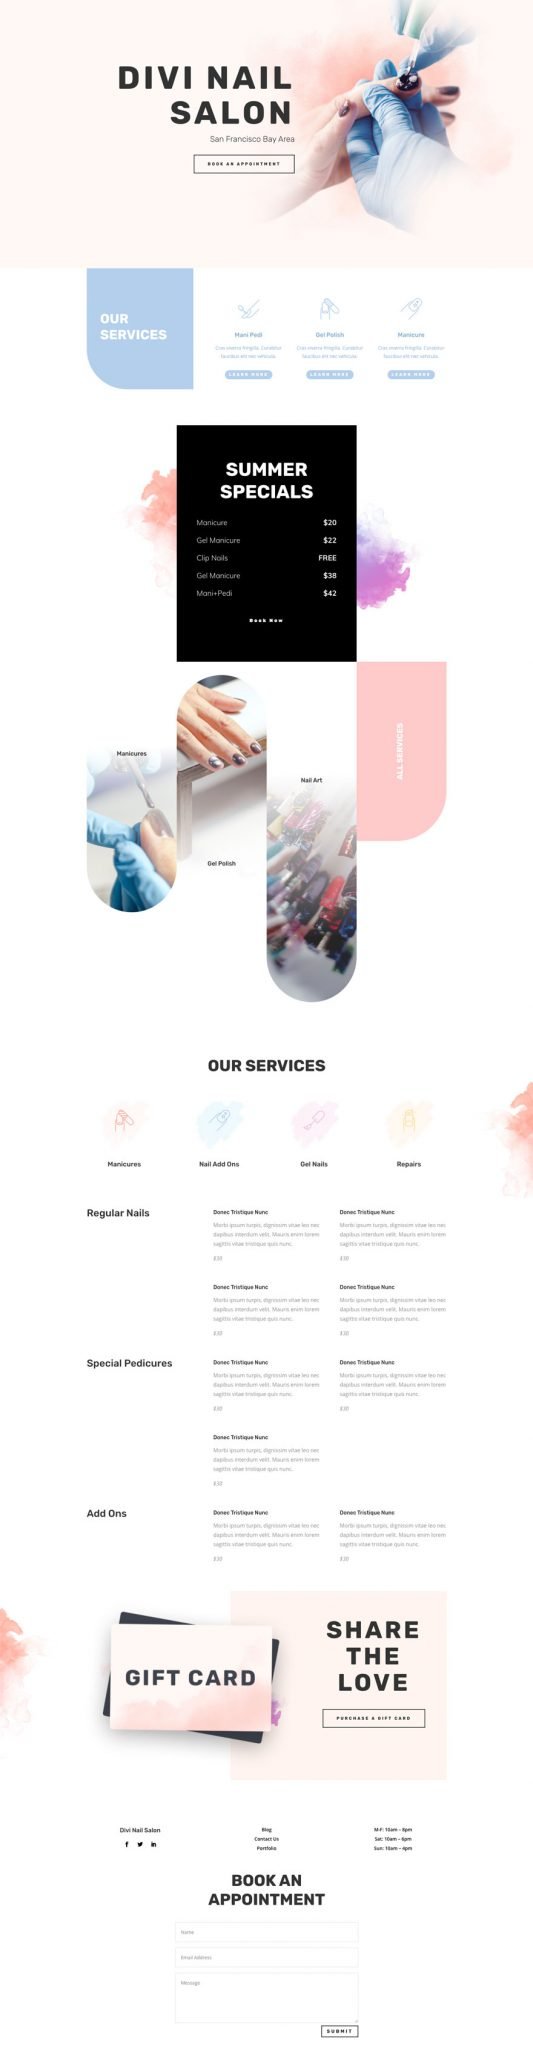 DIVI NAIL
SALON
San Francisco Bay Area
BOOK AN APPOINTMENT
OUR
SERVICES
Mani Pedi
Cras viverra fringilla. Curabitur
faucibus elit nec vehicula.
LEARN MORE
Gel Polish
Cras viverra fringilla. Curabitur
faucibus elit nec vehicula.
LEARN MORE
Manicure
Cras viverra fringilla. Curabitur
faucibus elit nec vehicula.
LEARN MORE
SUMMER
SPECIALS
Manicure $20
Gel Manicure $22
Clip Nails FREE
Gel Manicure $38
Mani+Pedi $42
Book Now
ALL SERVICES
Manicures
Nail Art
Gel Polish
OUR SERVICES
Manicures
Nail Add Ons
Gel Nails
Repairs
Regular Nails
Donec Tristique Nunc
Morbi ipsum turpis, dignissim vitae leo nec
dapibus interdum velit. Mauris enim lorem
sagittis vitae tristique quis nunc.
$30
Donec Tristique Nunc
Morbi ipsum turpis, dignissim vitae leo nec
dapibus interdum velit. Mauris enim lorem
sagittis vitae tristique quis nunc.
$30
Donec Tristique Nunc
Morbi ipsum turpis, dignissim vitae leo nec
dapibus interdum velit. Mauris enim lorem
sagittis vitae tristique quis nunc.
$30
Donec Tristique Nunc
Morbi ipsum turpis, dignissim vitae leo nec
dapibus interdum velit. Mauris enim lorem
sagittis vitae tristique quis nunc.
$30
Special Pedicures
Donec Tristique Nunc
Morbi ipsum turpis, dignissim vitae leo nec
dapibus interdum velit. Mauris enim lorem
sagittis vitae tristique quis nunc.
$30
Donec Tristique Nunc
Morbi ipsum turpis, dignissim vitae leo nec
dapibus interdum velit. Mauris enim lorem
sagittis vitae tristique quis nunc.
$30
Donec Tristique Nunc
Morbi ipsum turpis, dignissim vitae leo nec
dapibus interdum velit. Mauris enim lorem
sagittis vitae tristique quis nunc.
$30
Add Ons
Donec Tristique Nunc
Morbi ipsum turpis, dignissim vitae leo nec
dapibus interdum velit. Mauris enim lorem
sagittis vitae tristique quis nunc.
$30
Donec Tristique Nunc
Morbi ipsum turpis, dignissim vitae leo nec
dapibus interdum velit. Mauris enim lorem
sagittis vitae tristique quis nunc.
$30
GIFT CARD
SHARE
THE
LOVE
PURCHASE A GIFT CARD
Divi Nail Salon
Blog
Contact Us
Portfolio
M-F: 10am – 8pm
Sat: 10am – 6pm
Sun: 10am – 4pm
BOOK AN
APPOINTMENT
Name
Email Address
Message
SUBMIT